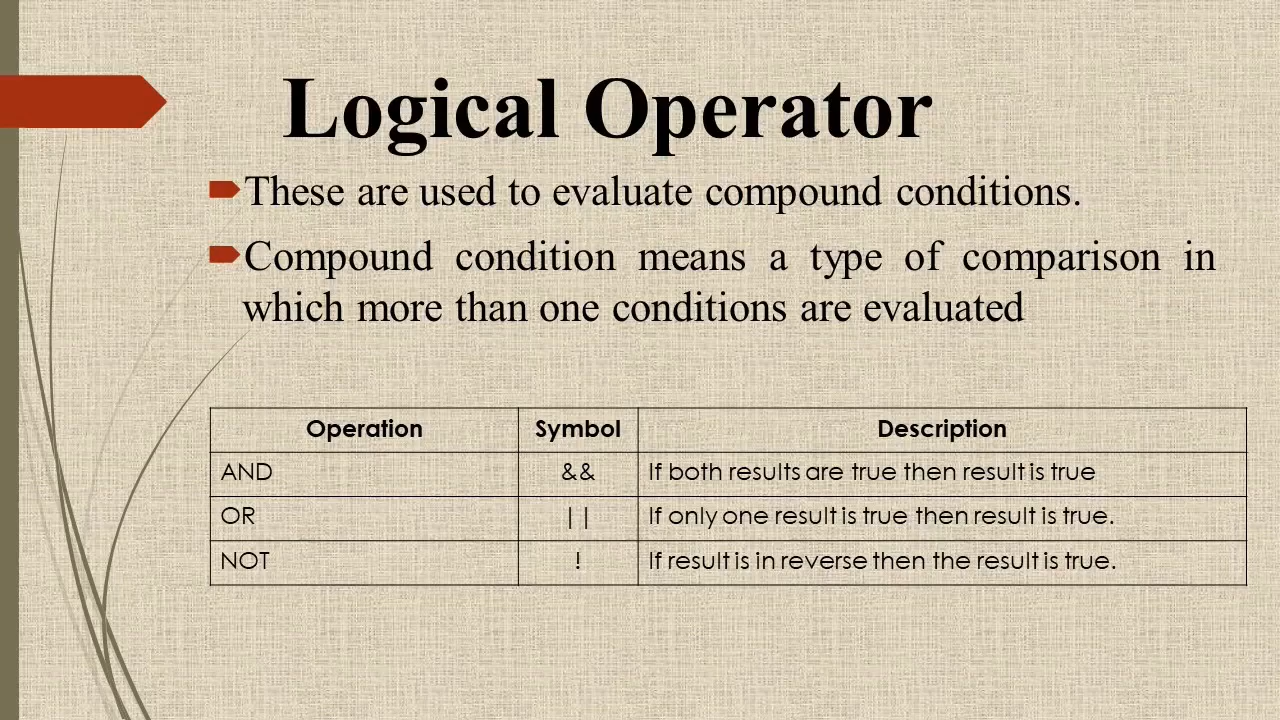 Logical Operator
These are used to evaluate compound conditions.
Compound condition means a type of comparison in
which more than one conditions are evaluated
Operation Symbol Description
AND && If both results are true then result is true
OR || If only one result is true then result is true.
NOT ! If result is in reverse then the result is true.